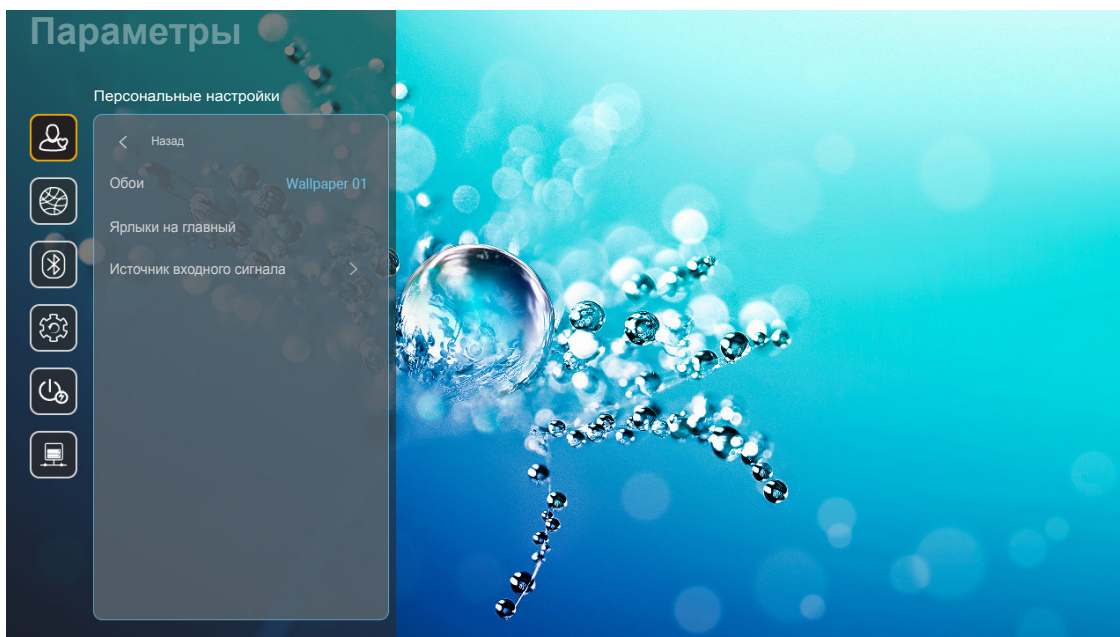 Параметры
Персональные настройки
Назад
Обои Wallpaper 01
Ярлыки на главный
Источник входного сигнала